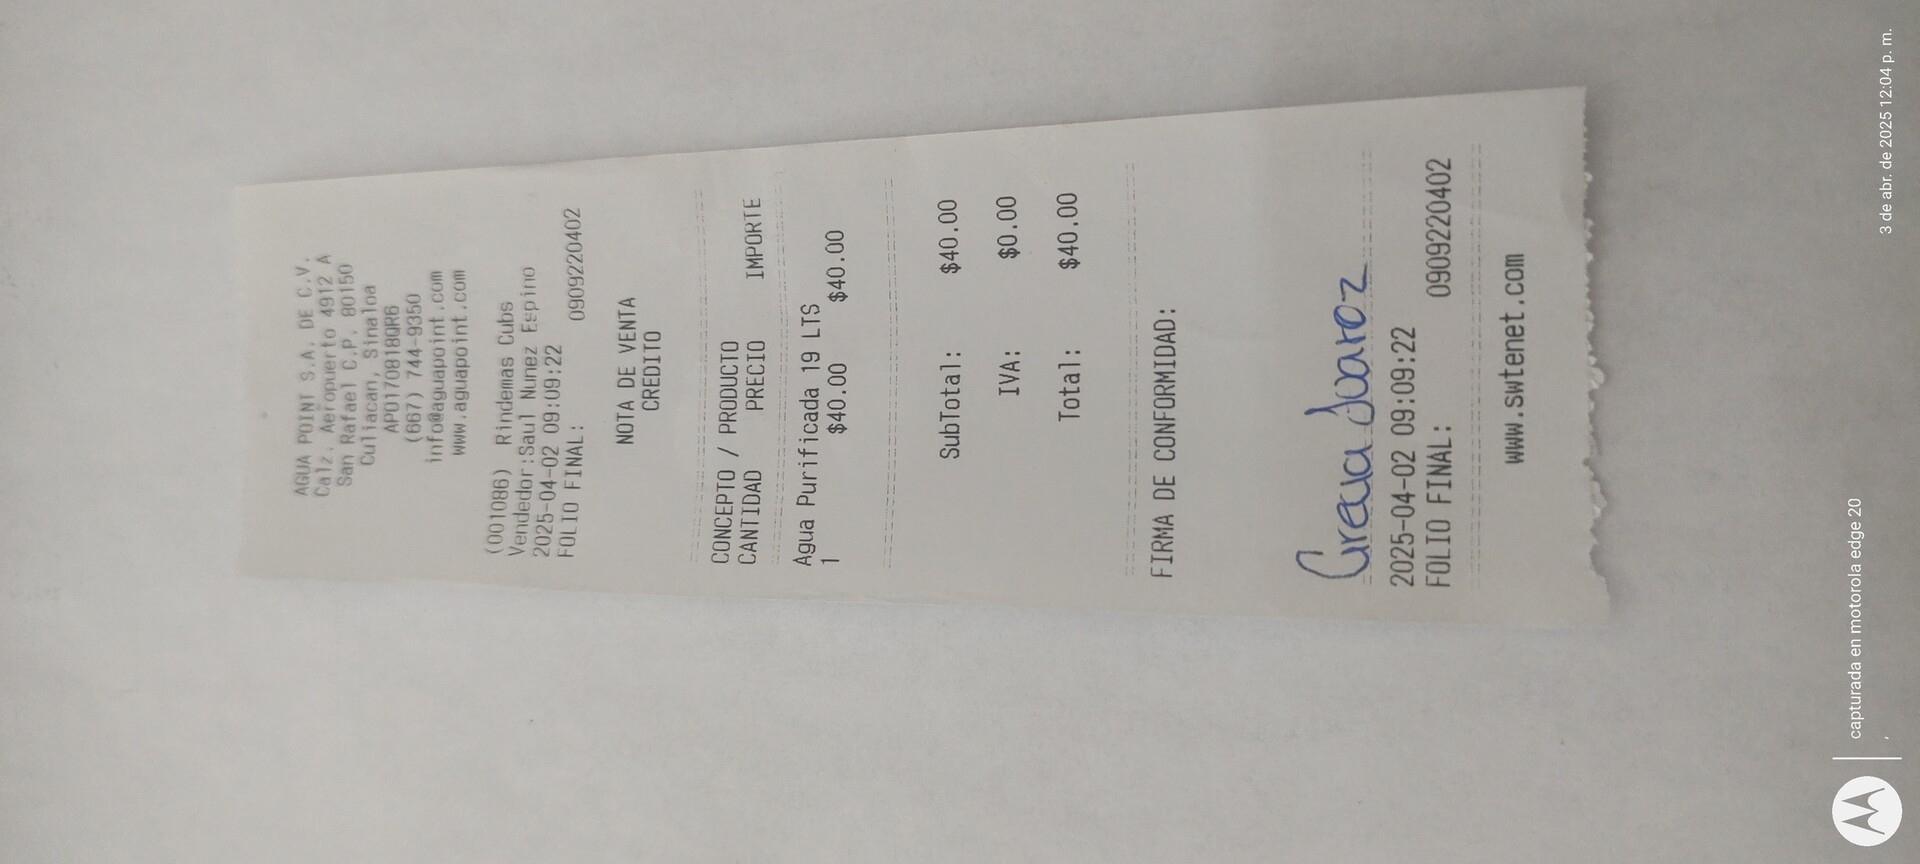 AGUA POINT S.A. DE C.V.
Calz. Aeropuerto 4912 A
San Rafael C.P. 80150
Culiacan, Sinaloa
APO170818QR6
(667) 744-9350
info@aguapoint.com
www.aguapoint.com
(001086) Rindemas Cubs
Vendedor:Saul Nunez Espino
2025-04-02 09:09:22
FOLIO FINAL: 0909220402
NOTA DE VENTA
CREDITO
CONCEPTO / PRODUCTO
CANTIDAD PRECIO IMPORTE
Agua Purificada 19 LTS
1 $40.00 $40.00
SubTotal: $40.00
IVA: $0.00
Total: $40.00
FIRMA DE CONFORMIDAD:
Juarez
2025-04-02 09:09:22
FOLIO FINAL: 0909220402
www.swtenet.com
capturada en motorola edge 20
,
3 de abr. de 2025 12:04 p. m.